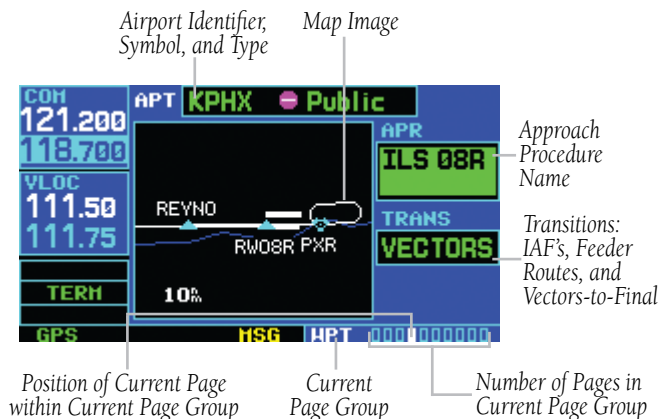 Airport Identifier,
Symbol, and Type
Map Image
COM
121.200
118.700
APT KPHX Public
APR
ILS 08R
Approach
Procedure
Name
VLOC
111.50
111.75
REYNO
RW08R PXR
TRANS
VECTORS
Transitions:
IAF's, Feeder
Routes, and
Vectors-to-Final
TERM
10nm
GPS
MSG
WPT
Position of Current Page
within Current Page Group
Current
Page Group
Number of Pages in
Current Page Group